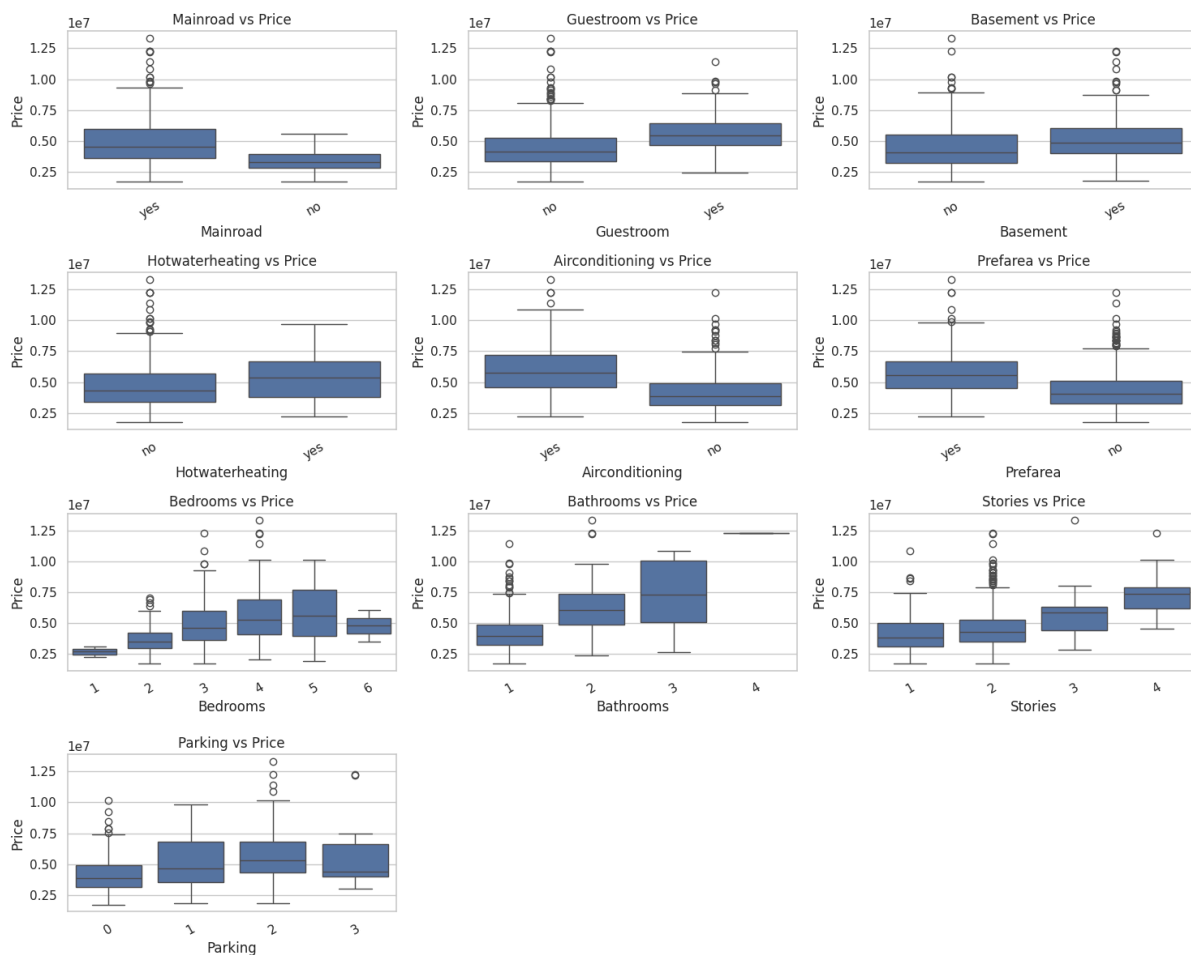 Mainroad vs Price
1e7
1.25
1.00
0.75
0.50
0.25
Price
yes
no
Mainroad
Guestroom vs Price
1e7
1.25
1.00
0.75
0.50
0.25
Price
no
yes
Guestroom
Basement vs Price
1e7
1.25
1.00
0.75
0.50
0.25
Price
no
yes
Basement
Hotwaterheating vs Price
1e7
1.25
1.00
0.75
0.50
0.25
Price
no
yes
Hotwaterheating
Airconditioning vs Price
1e7
1.25
1.00
0.75
0.50
0.25
Price
yes
no
Airconditioning
Prefarea vs Price
1e7
1.25
1.00
0.75
0.50
0.25
Price
yes
no
Prefarea
Bedrooms vs Price
1e7
1.25
1.00
0.75
0.50
0.25
Price
1
2
3
4
5
6
Bedrooms
Bathrooms vs Price
1e7
1.25
1.00
0.75
0.50
0.25
Price
1
2
3
4
Bathrooms
Stories vs Price
1e7
1.25
1.00
0.75
0.50
0.25
Price
1
2
3
4
Stories
Parking vs Price
1e7
1.25
1.00
0.75
0.50
0.25
Price
0
1
2
3
Parking